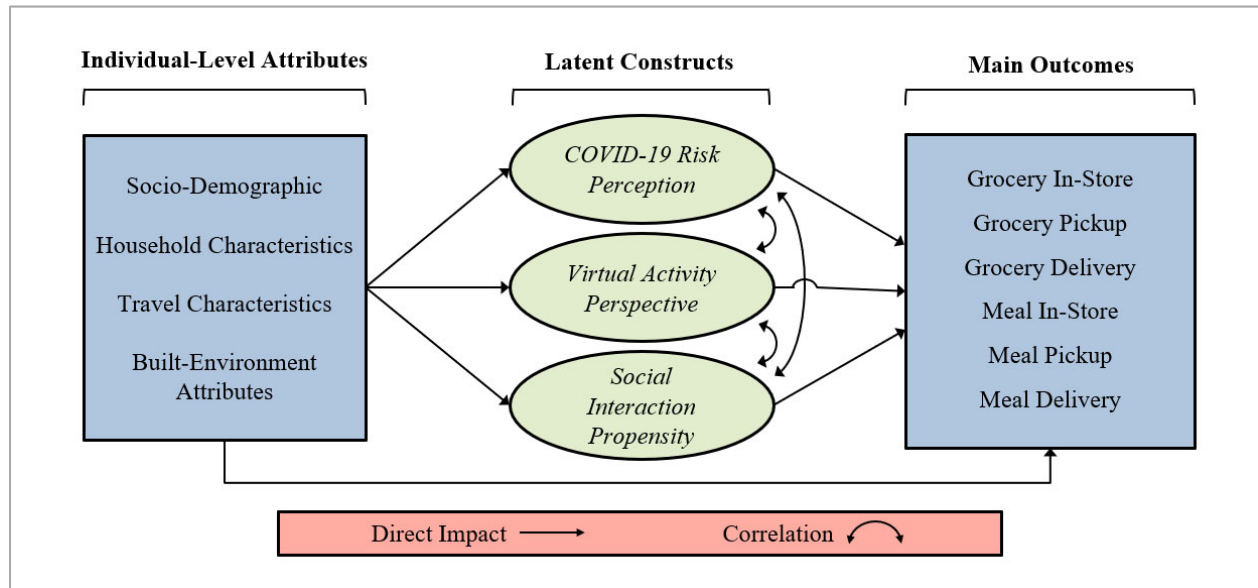 Individual-Level Attributes
Latent Constructs
Main Outcomes
Socio-Demographic
Household Characteristics
Travel Characteristics
Built-Environment
Attributes
COVID-19 Risk
Perception
Virtual Activity
Perspective
Social
Interaction
Propensity
Grocery In-Store
Grocery Pickup
Grocery Delivery
Meal In-Store
Meal Pickup
Meal Delivery
Direct Impact
Correlation